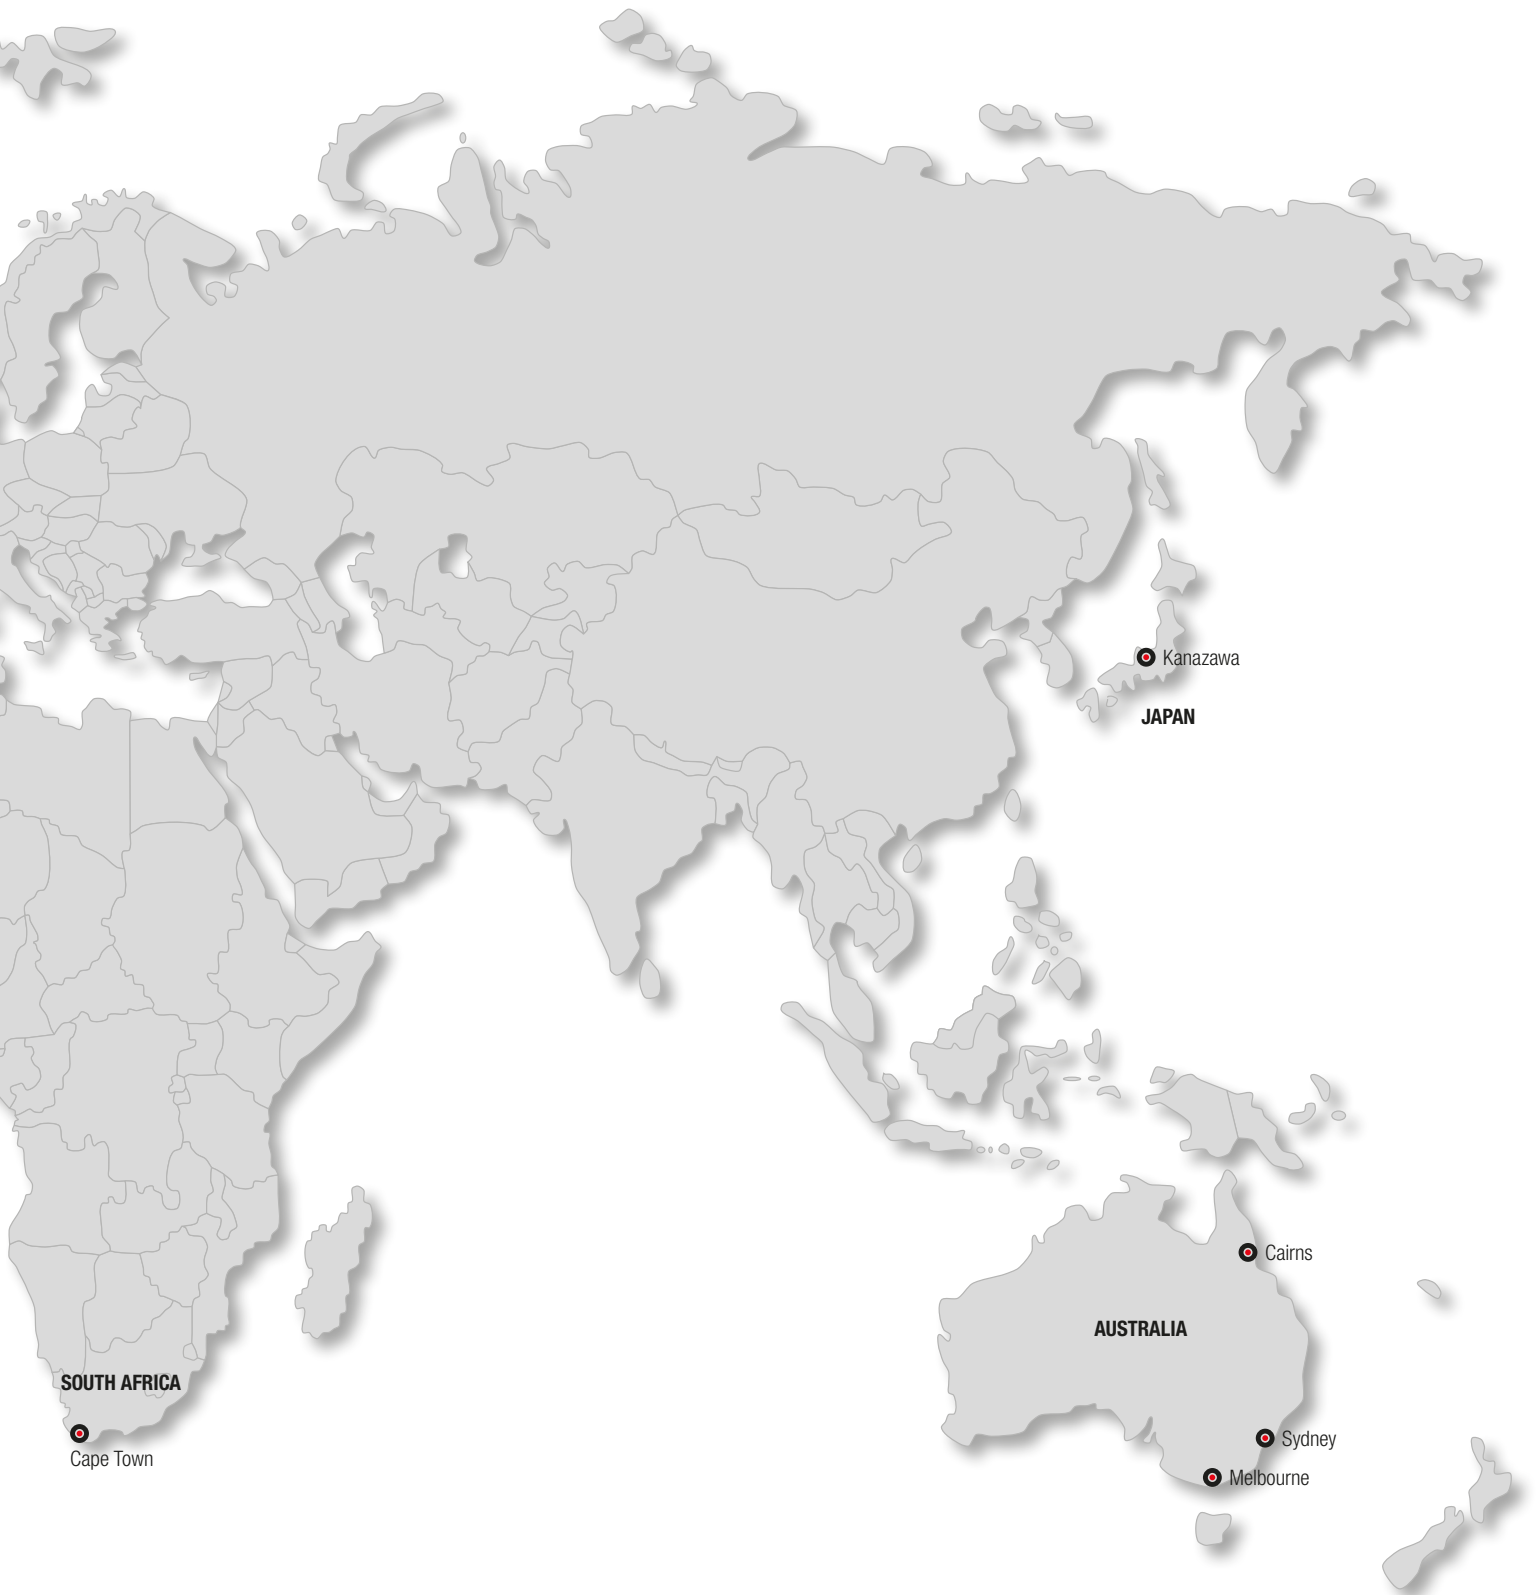 Kanazawa
JAPAN
Cairns
AUSTRALIA
SOUTH AFRICA
Cape Town
Sydney
Melbourne